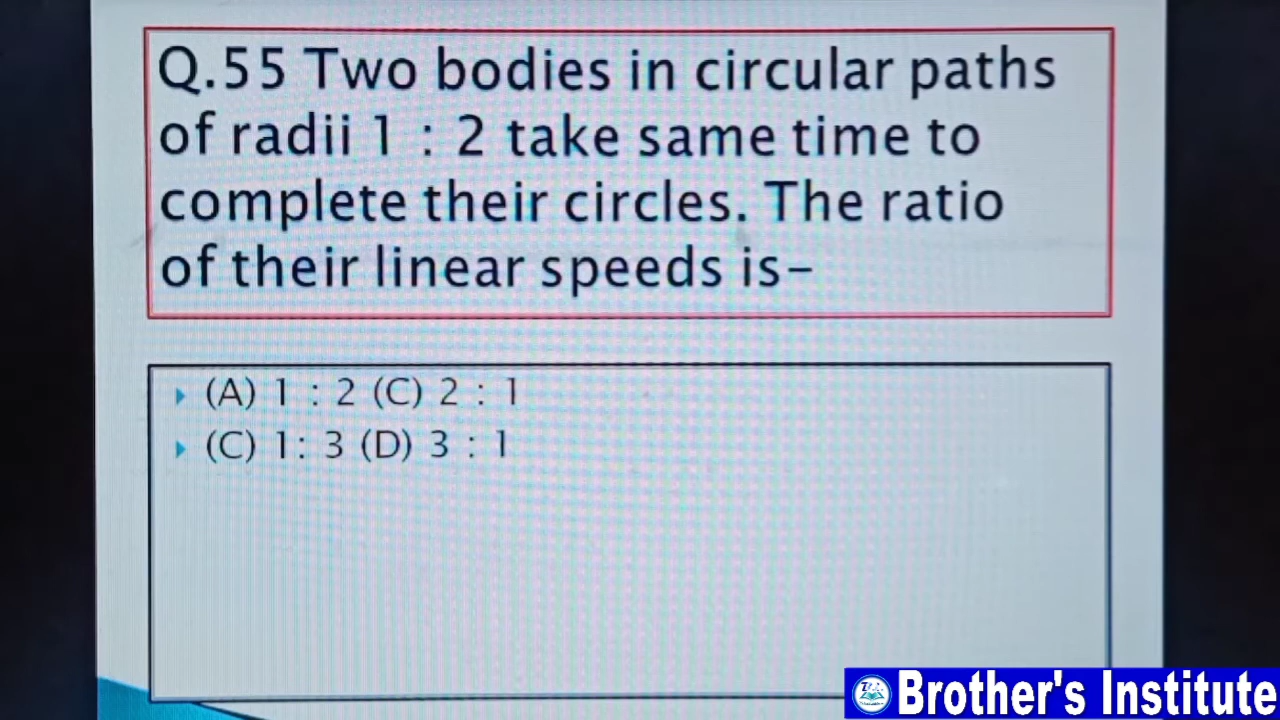 Q.55 Two bodies in circular paths
of radii 1 : 2 take same time to
complete their circles. The ratio
of their linear speeds is-
(A) 1 : 2 (C) 2 : 1
(C) 1: 3 (D) 3 : 1
Brother's Institute